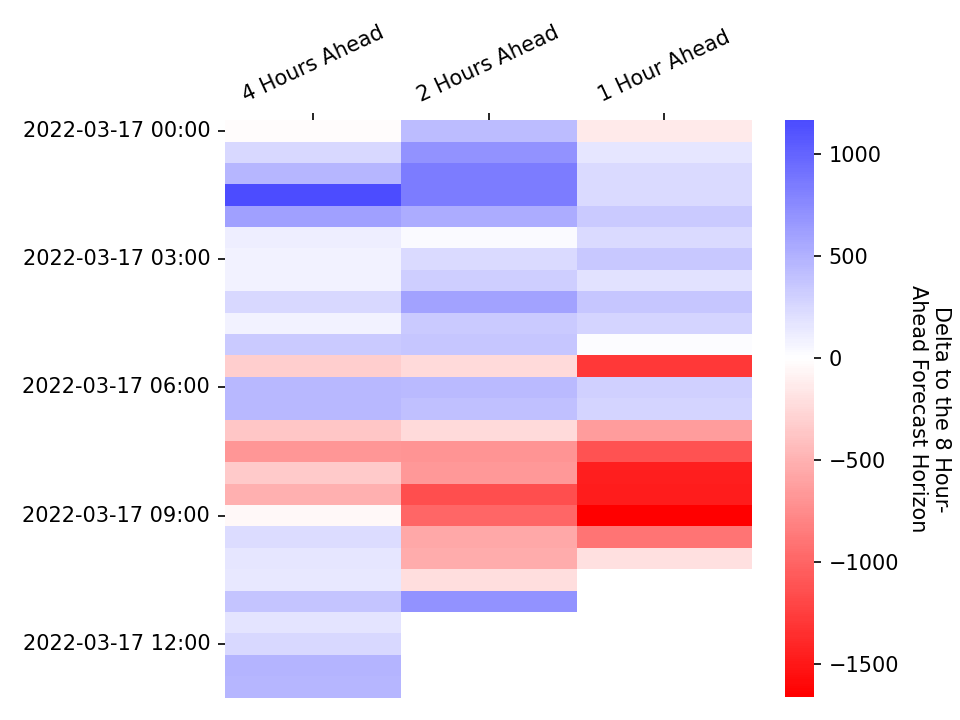 4 Hours Ahead
2 Hours Ahead
1 Hour Ahead
2022-03-17 00:00
2022-03-17 03:00
2022-03-17 06:00
2022-03-17 09:00
2022-03-17 12:00
1000
500
0
−500
−1000
−1500
Delta to the 8 Hour-
Ahead Forecast Horizon